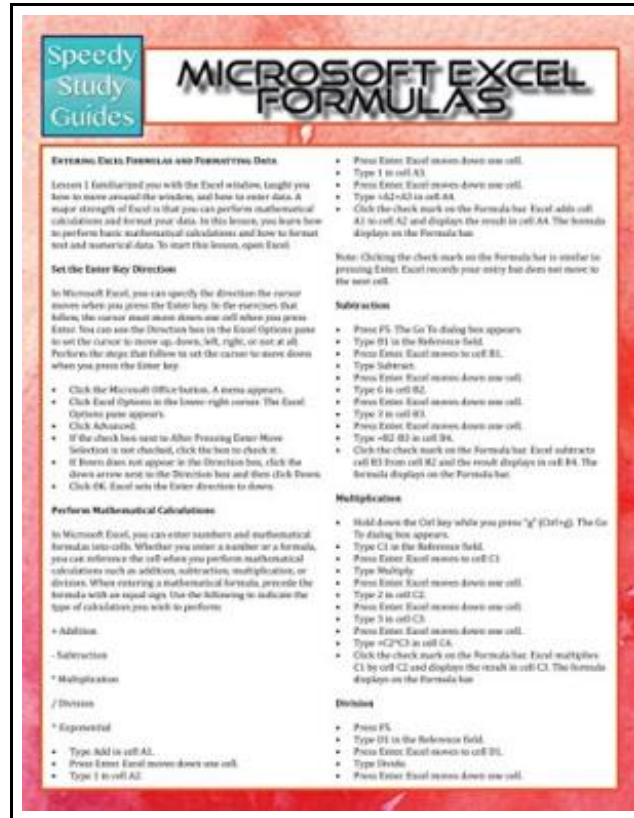 Speedy
Study
Guides
MICROSOFT EXCEL
FORMULAS
ENTERING EXCEL FORMULAS AND FORMATTING DATA
Lesson 1 familiarized you with the Excel window, taught you
how to move around the window, and how to enter data. A
major strength of Excel is that you can perform mathematical
calculations and format your data. In this lesson, you learn how
to perform basic mathematical calculations and how to format
text and numerical data. To start this lesson, open Excel.
Set the Enter Key Direction
In Microsoft Excel, you can specify the direction the cursor
moves when you press the Enter key. In the exercises that
follow, the cursor must move down one cell when you press
Enter. You can use the Direction box in the Excel Options pane
to set the cursor to move up, down, left, right, or not at all.
Perform the steps that follow to set the cursor to move down
when you press the Enter key.
• Click the Microsoft Office button. A menu appears.
• Click Excel Options in the lower-right corner. The Excel
Options pane appears.
• Click Advanced.
• If the check box next to After Pressing Enter Move
Selection is not checked, click the box to check it.
• If Down does not appear in the Direction box, click the
down arrow next to the Direction box and then click Down.
• Click OK. Excel sets the Enter direction to down.
Perform Mathematical Calculations
In Microsoft Excel, you can enter numbers and mathematical
formulas into cells. Whether you enter a number or a formula,
you can reference the cell when you perform mathematical
calculations such as addition, subtraction, multiplication, or
division. When entering a mathematical formula, precede the
formula with an equal sign. Use the following to indicate the
type of calculation you wish to perform:
+ Addition
- Subtraction
* Multiplication
/ Division
^ Exponential
• Type Add in cell A1.
• Press Enter. Excel moves down one cell.
• Type 1 in cell A2.
• Press Enter. Excel moves down one cell.
• Type 1 in cell A3.
• Press Enter. Excel moves down one cell.
• Type =A2+A3 in cell A4.
• Click the check mark on the Formula bar. Excel adds cell
A1 to cell A2 and displays the result in cell A4. The formula
displays on the Formula bar.
Note: Clicking the check mark on the Formula bar is similar to
pressing Enter. Excel records your entry but does not move to
the next cell.
Subtraction
• Press F5. The Go To dialog box appears.
• Type B1 in the Reference field.
• Press Enter. Excel moves to cell B1.
• Type Subtract.
• Press Enter. Excel moves down one cell.
• Type 6 in cell B2.
• Press Enter. Excel moves down one cell.
• Type 3 in cell B3.
• Press Enter. Excel moves down one cell.
• Type =B2-B3 in cell B4.
• Click the check mark on the Formula bar. Excel subtracts
cell B3 from cell B2 and the result displays in cell B4. The
formula displays on the Formula bar.
Multiplication
• Hold down the Ctrl key while you press "g" (Ctrl+g). The Go
To dialog box appears.
• Type C1 in the Reference field.
• Press Enter. Excel moves to cell C1
• Type Multiply.
• Press Enter. Excel moves down one cell.
• Type 2 in cell C2.
• Press Enter. Excel moves down one cell.
• Type 3 in cell C3.
• Press Enter. Excel moves down one cell.
• Type =C2*C3 in cell C4.
• Click the check mark on the Formula bar. Excel multiplies
C1 by cell C2 and displays the result in cell C3. The formula
displays on the Formula bar.
Division
• Press F5.
• Type D1 in the Reference field.
• Press Enter. Excel moves to cell D1.
• Type Divide.
• Press Enter. Excel moves down one cell.